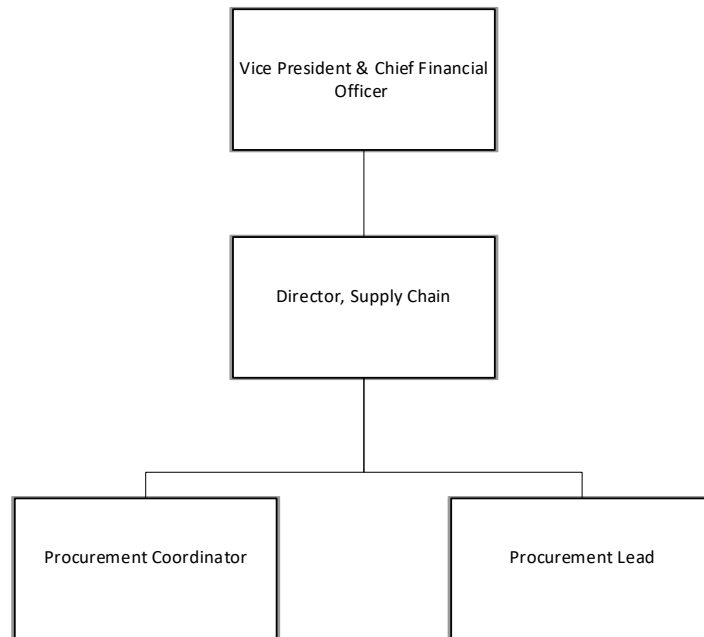 Vice President & Chief Financial
Officer
Director, Supply Chain
Procurement Coordinator
Procurement Lead